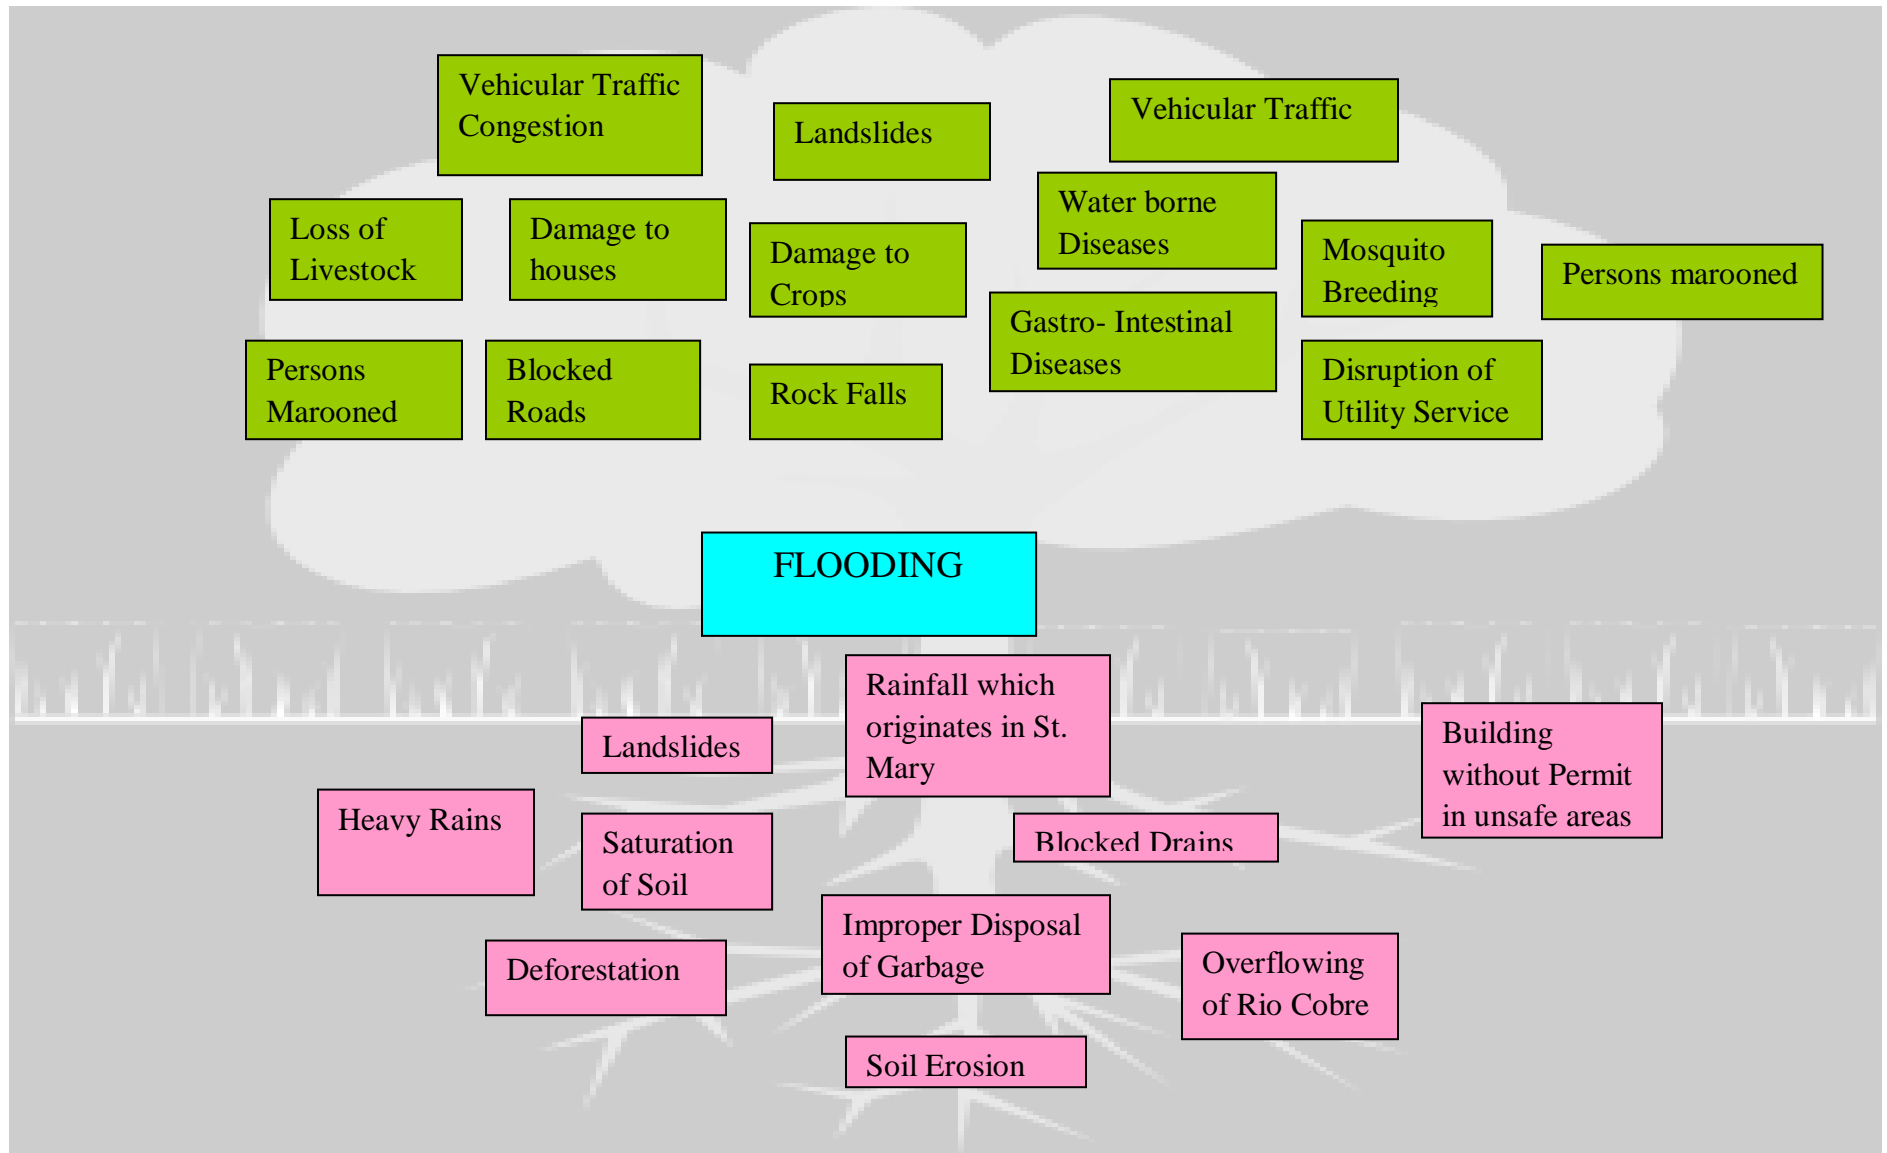 Vehicular Traffic
Congestion
Landslides
Vehicular Traffic
Loss of
Livestock
Damage to
houses
Damage to
Crops
Water borne
Diseases
Mosquito
Breeding
Persons marooned
Persons
Marooned
Blocked
Roads
Rock Falls
Gastro- Intestinal
Diseases
Disruption of
Utility Service
FLOODING
Rainfall which
originates in St.
Mary
Landslides
Building
without Permit
in unsafe areas
Heavy Rains
Saturation
of Soil
Blocked Drains
Improper Disposal
of Garbage
Deforestation
Overflowing
of Rio Cobre
Soil Erosion